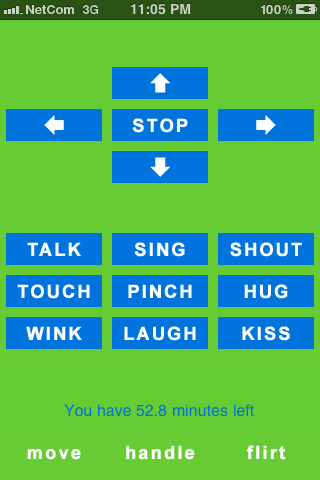 NetCom 3G 11:05 PM 100%
STOP
TALK SING SHOUT
TOUCH PINCH HUG
WINK LAUGH KISS
You have 52.8 minutes left
move handle flirt